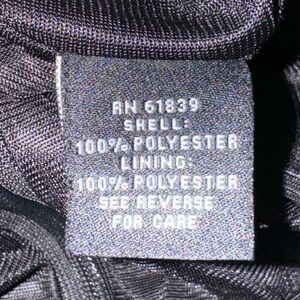 RN 61839
SHELL:
100% POLYESTER
LINING:
100% POLYESTER
SEE REVERSE
FOR CARE